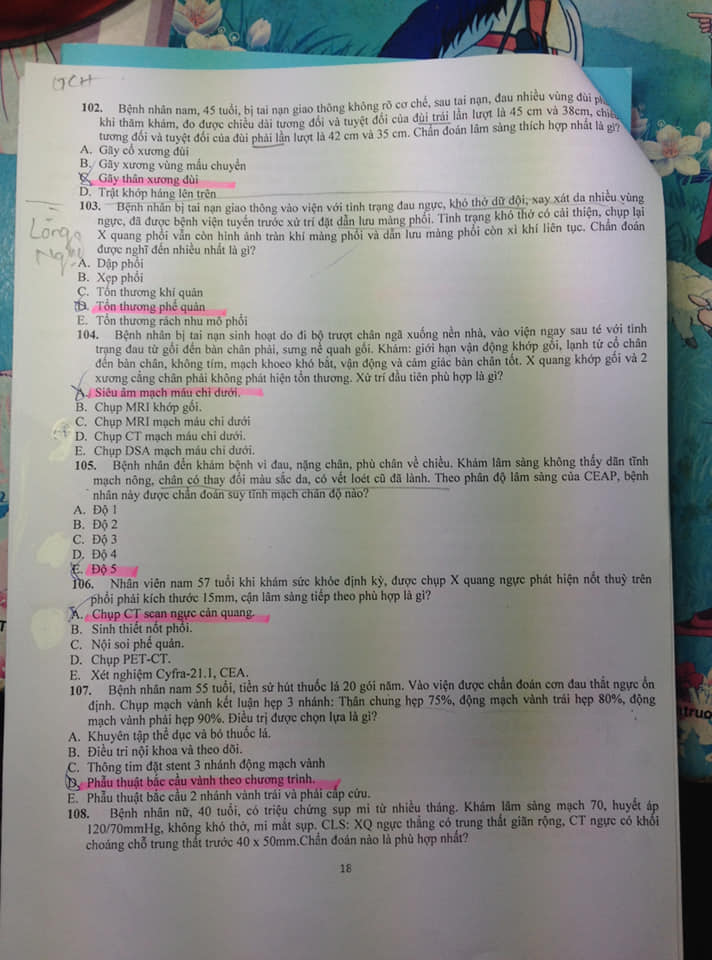 GCH
102. Bệnh nhân nam, 45 tuổi, bị tai nạn giao thông không rõ cơ chế, sau tai nạn, đau nhiều vùng đùi
khi thăm khám, đo được chiều dài tương đối và tuyệt đối của đùi trái lần lượt là 45 cm và 38cm,
tương đối và tuyệt đối của đùi phải lần lượt là 42 cm và 35 cm. Chẩn đoán lâm sàng thích hợp nhất là gì?
A. Gãy cổ xương đùi
B. Gãy xương vùng mấu chuyển
C. Gãy thân xương đùi
D. Trật khớp háng lên trên
103. Bệnh nhân bị tai nạn giao thông vào viện với tình trạng đau ngực, khó thở dữ dội, xay xát da nhiều vùng
ngực, đã được bệnh viện tuyến trước xử trí đặt dẫn lưu màng phổi. Tình trạng khó thở có cải thiện, chụp lại
X quang phổi vẫn còn hình ảnh tràn khí màng phổi và dẫn lưu màng phổi còn xì khí liên tục. Chẩn đoán
được nghĩ đến nhiều nhất là gì?
Lồng
A. Dập phổi
B. Xẹp phổi
C. Tổn thương khí quản
D. Tổn thương phế quản
E. Tổn thương rách nhu mô phổi
104. Bệnh nhân bị tai nạn sinh hoạt do đi bộ trượt chân ngã xuống nền nhà, vào viện ngay sau té với tình
trạng đau từ gối đến bàn chân phải, sưng nề quah gối. Khám: giới hạn vận động khớp gối, lạnh từ cổ chân
đến bàn chân, không tím, mạch khoeo khó bắt, vận động và cảm giác bàn chân tốt. X quang khớp gối và 2
xương cẳng chân phải không phát hiện tổn thương. Xử trí đầu tiên phù hợp là gì?
A. Siêu âm mạch máu chi dưới.
B. Chụp MRI khớp gối.
C. Chụp MRI mạch máu chi dưới
D. Chụp CT mạch máu chi dưới.
E. Chụp DSA mạch máu chi dưới.
105. Bệnh nhân đến khám bệnh vì đau, nặng chân, phù chân về chiều. Khám lâm sàng không thấy dãn tĩnh
mạch nông, chân có thay đổi màu sắc da, có vết loét cũ đã lành. Theo phân độ lâm sàng của CEAP, bệnh
nhân này được chẩn đoán suy tĩnh mạch chân độ nào?
A. Độ 1
B. Độ 2
C. Độ 3
D. Độ 4
E. Độ 5
106. Nhân viên nam 57 tuổi khi khám sức khỏe định kỳ, được chụp X quang ngực phát hiện nốt thuỳ trên
phổi phải kích thước 15mm, cận lâm sàng tiếp theo phù hợp là gì?
A. Chụp CT scan ngực cản quang.
B. Sinh thiết nốt phổi.
C. Nội soi phế quản.
D. Chụp PET-CT.
E. Xét nghiệm Cyfra-21.1, CEA.
107. Bệnh nhân nam 55 tuổi, tiền sử hút thuốc lá 20 gói năm. Vào viện được chẩn đoán cơn đau thắt ngực ổn
định. Chụp mạch vành kết luận hẹp 3 nhánh: Thân chung hẹp 75%, động mạch vành trái hẹp 80%, động
mạch vành phải hẹp 90%. Điều trị được chọn lựa là gì?
A. Khuyên tập thể dục và bỏ thuốc lá.
B. Điều trị nội khoa và theo dõi.
C. Thông tim đặt stent 3 nhánh động mạch vành
D. Phẫu thuật bắc cầu vành theo chương trình.
E. Phẫu thuật bắc cầu 2 nhánh vành trái và phải cấp cứu.
108. Bệnh nhân nữ, 40 tuổi, có triệu chứng sụp mi từ nhiều tháng. Khám lâm sàng mạch 70, huyết áp
120/70mmHg, không khó thở, mi mắt sụp. CLS: XQ ngực thẳng có trung thất giãn rộng, CT ngực có khối
choáng chỗ trung thất trước 40 x 50mm.Chẩn đoán nào là phù hợp nhất?
18